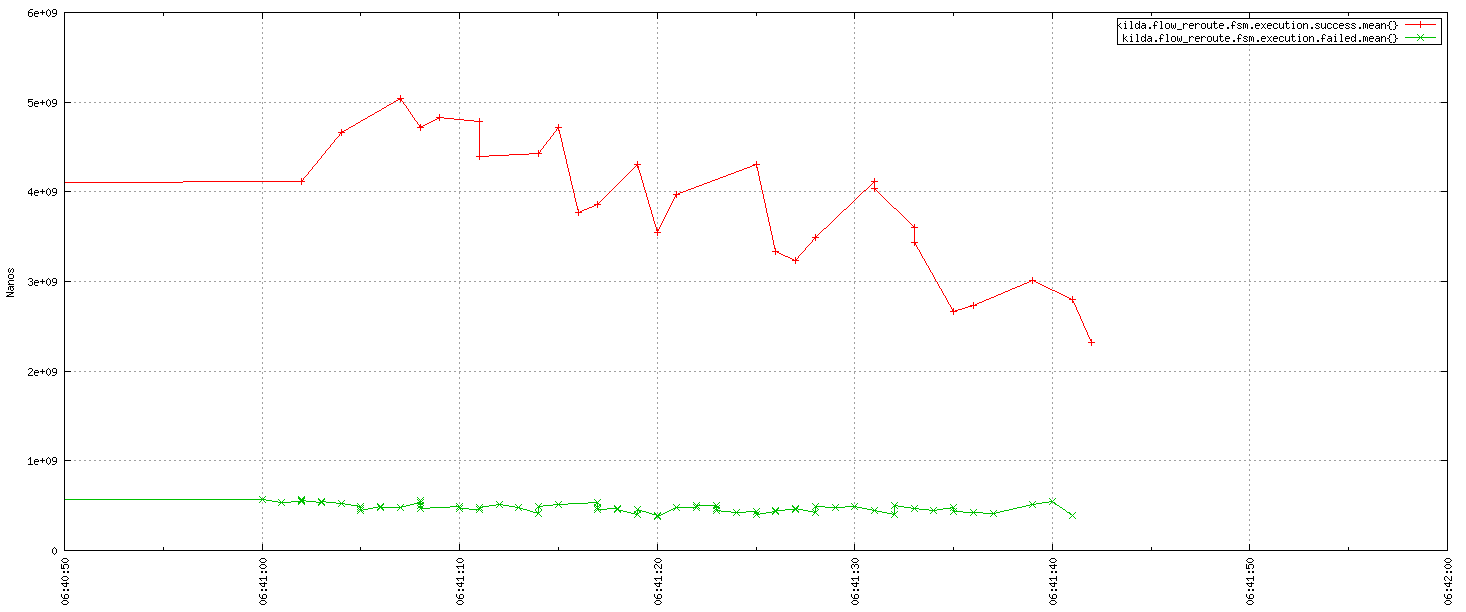 6e+09
kilda.flow_reroute.fsm.execution.success.mean{}
kilda.flow_reroute.fsm.execution.failed.mean{}
5e+09
4e+09
Nanos
3e+09
2e+09
1e+09
0
06:40:50
06:41:00
06:41:10
06:41:20
06:41:30
06:41:40
06:41:50
06:42:00